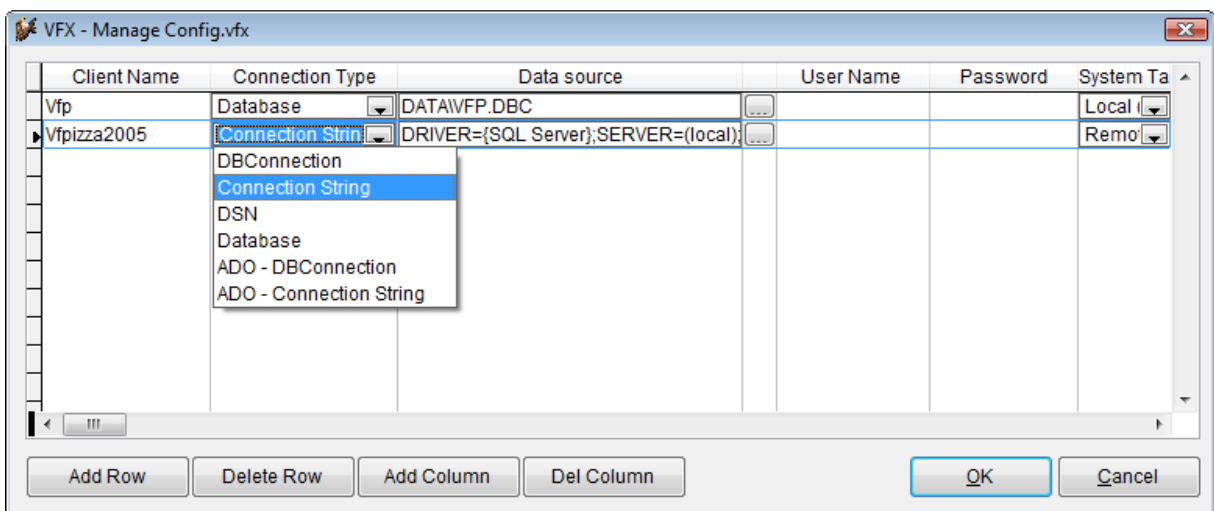 VFX - Manage Config.vfx
Client Name Connection Type Data source User Name Password System Ta
Vfp Database DATA\VFP.DBC ... Local (
Vfpizza2005 Connection Strin DRIVER={SQL Server};SERVER=(local); ... Remo
DBConnection
Connection String
DSN
Database
ADO - DBConnection
ADO - Connection String
Add Row Delete Row Add Column Del Column OK Cancel